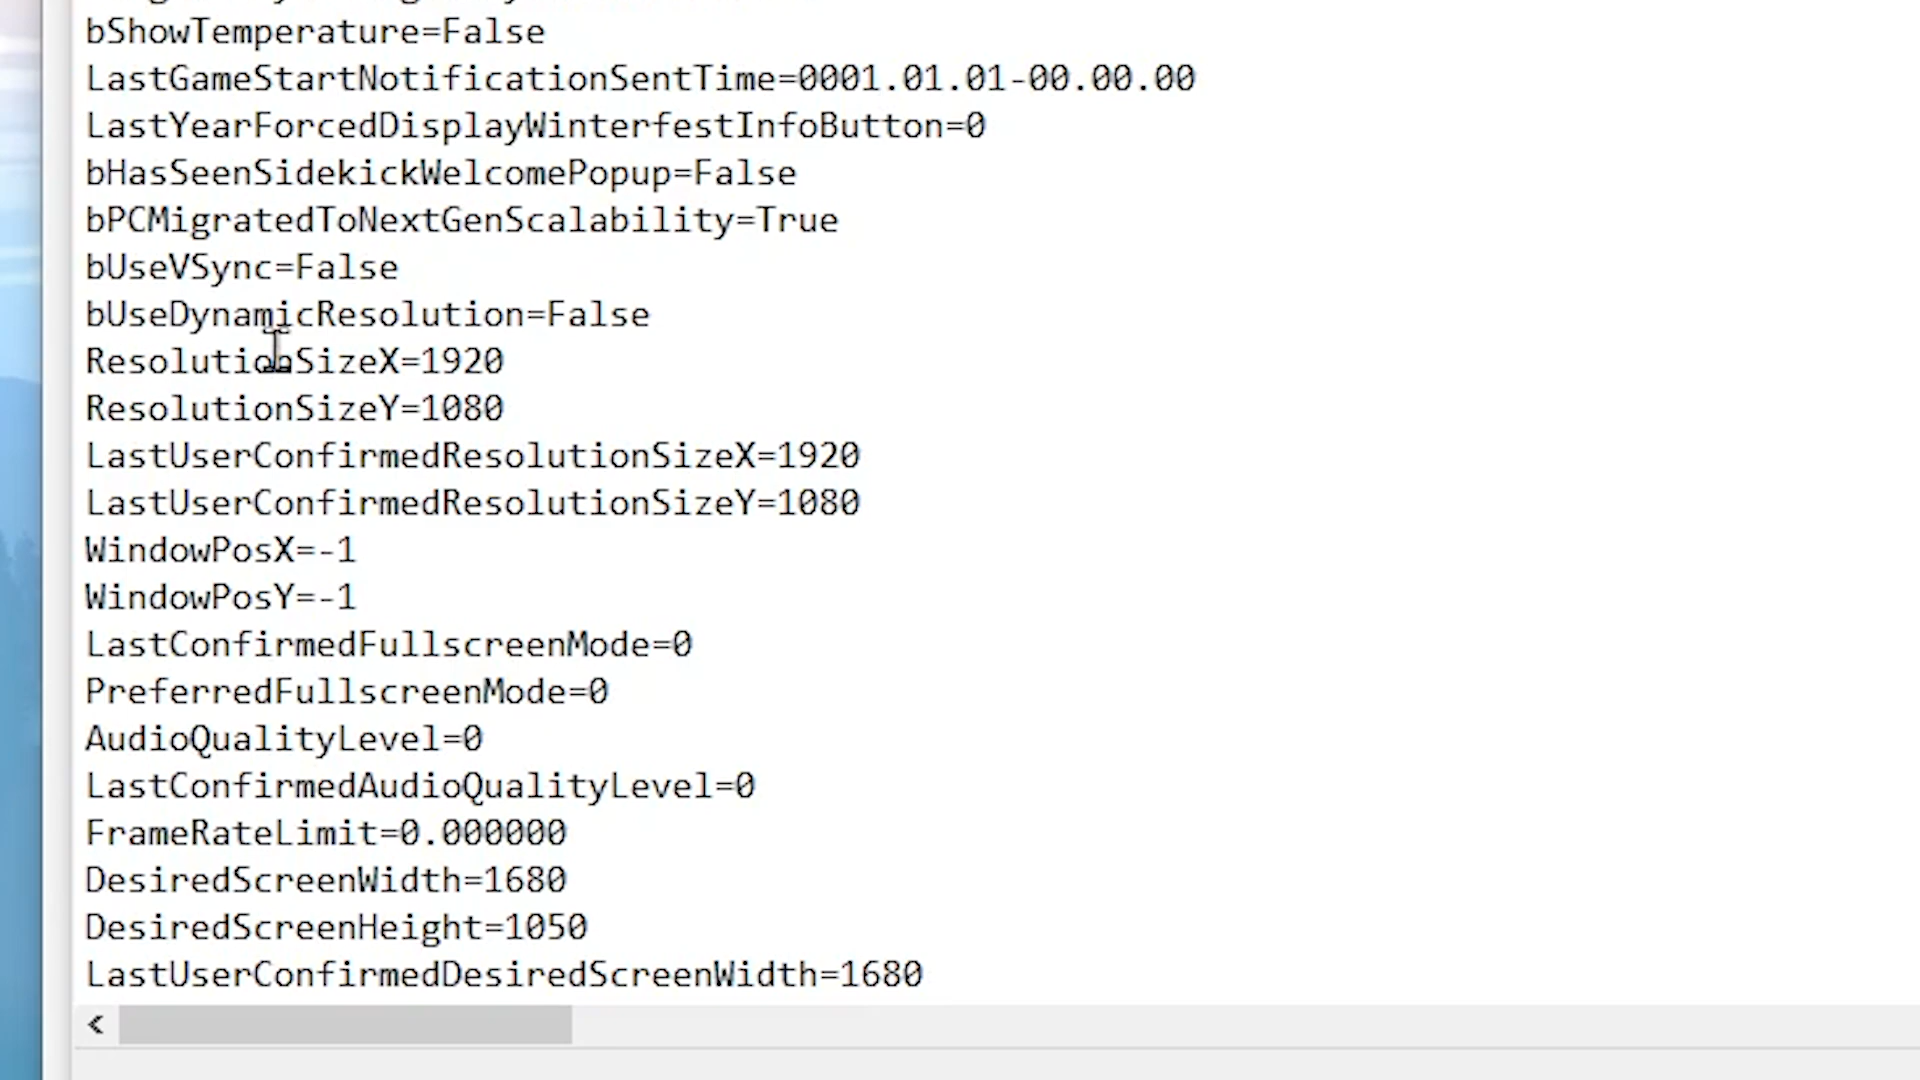 bShowTemperature=False
LastGameStartNotificationSentTime=0001.01.01-00.00.00
LastYearForcedDisplayWinterfestInfoButton=0
bHasSeenSidekickWelcomePopup=False
bPCMigratedToNextGenScalability=True
bUseVSync=False
bUseDynamicResolution=False
ResolutionSizeX=1920
ResolutionSizeY=1080
LastUserConfirmedResolutionSizeX=1920
LastUserConfirmedResolutionSizeY=1080
WindowPosX=-1
WindowPosY=-1
LastConfirmedFullscreenMode=0
PreferredFullscreenMode=0
AudioQualityLevel=0
LastConfirmedAudioQualityLevel=0
FrameRateLimit=0.000000
DesiredScreenWidth=1680
DesiredScreenHeight=1050
LastUserConfirmedDesiredScreenWidth=1680